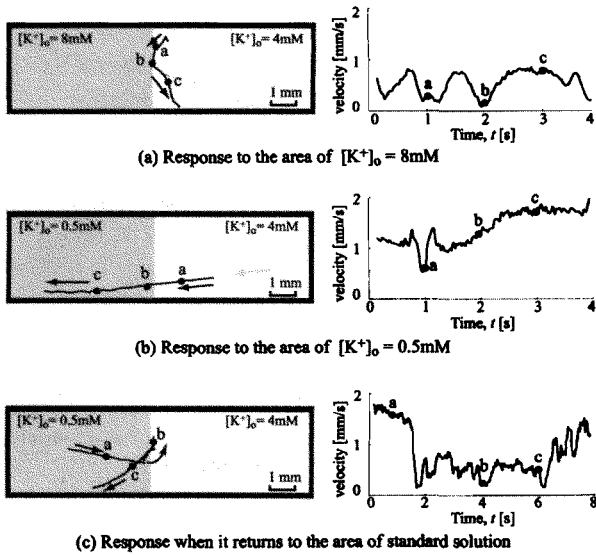 [K⁺]ₒ= 8mM [K⁺]ₒ= 4mM
a
b
c
1 mm
velocity [mm/s]
2
1
0
a
b
c
0 1 2 3 4
Time, t [s]
(a) Response to the area of [K⁺]ₒ = 8mM
[K⁺]ₒ= 0.5mM [K⁺]ₒ= 4mM
c b a
1 mm
velocity [mm/s]
2
1
0
a
b
c
0 1 2 3 4
Time, t [s]
(b) Response to the area of [K⁺]ₒ = 0.5mM
[K⁺]ₒ= 0.5mM [K⁺]ₒ= 4mM
b
a
c
1 mm
velocity [mm/s]
2
1
0
a
b
c
0 2 4 6 8
Time, t [s]
(c) Response when it returns to the area of standard solution